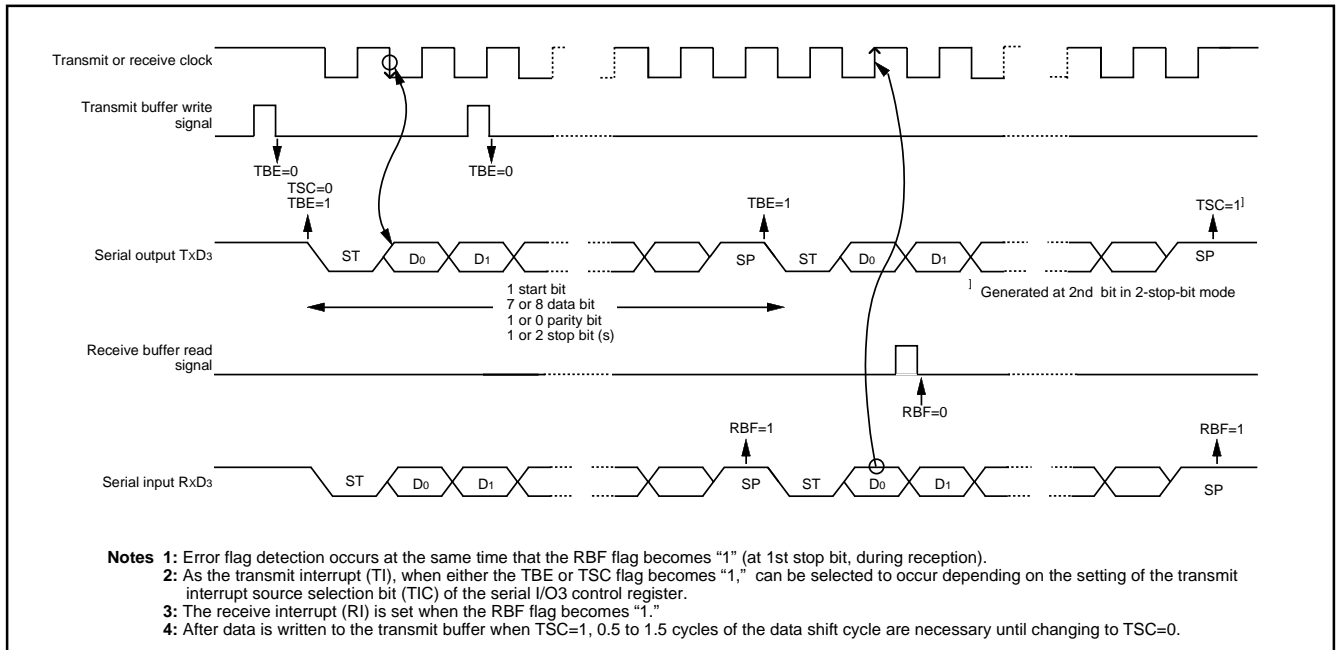 Transmit or receive clock
Transmit buffer write
signal
TBE=0
TSC=0
TBE=1
TBE=0
TBE=1
TSC=1]
Serial output TxD3
ST
D0
D1
SP
ST
D0
D1
SP
1 start bit
7 or 8 data bit
1 or 0 parity bit
1 or 2 stop bit (s)
] Generated at 2nd bit in 2-stop-bit mode
Receive buffer read
signal
RBF=0
RBF=1
RBF=1
Serial input RxD3
ST
D0
D1
SP
ST
D0
D1
SP
Notes 1: Error flag detection occurs at the same time that the RBF flag becomes “1” (at 1st stop bit, during reception).
2: As the transmit interrupt (TI), when either the TBE or TSC flag becomes “1,” can be selected to occur depending on the setting of the transmit
interrupt source selection bit (TIC) of the serial I/O3 control register.
3: The receive interrupt (RI) is set when the RBF flag becomes “1.”
4: After data is written to the transmit buffer when TSC=1, 0.5 to 1.5 cycles of the data shift cycle are necessary until changing to TSC=0.